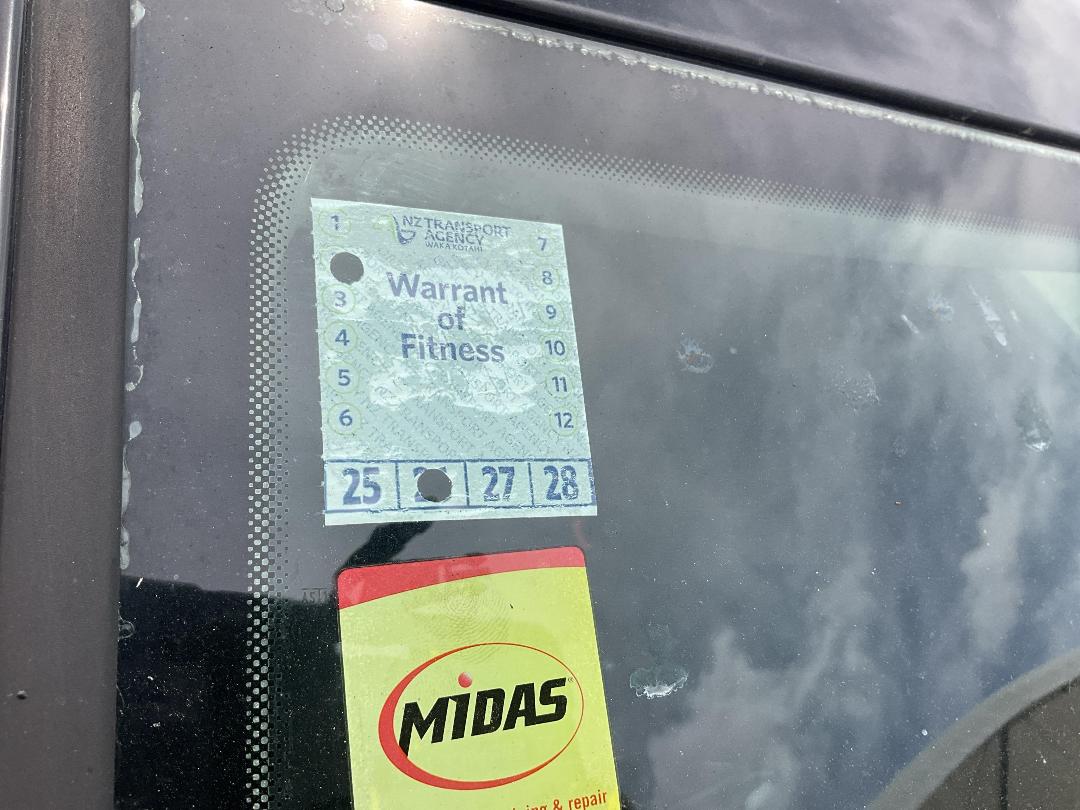 NZ TRANSPORT
AGENCY
WAKA KOTAHI
1
3
4
5
6
Warrant
of
Fitness
7
8
9
10
11
12
25 27 28
MIDAS
& repair